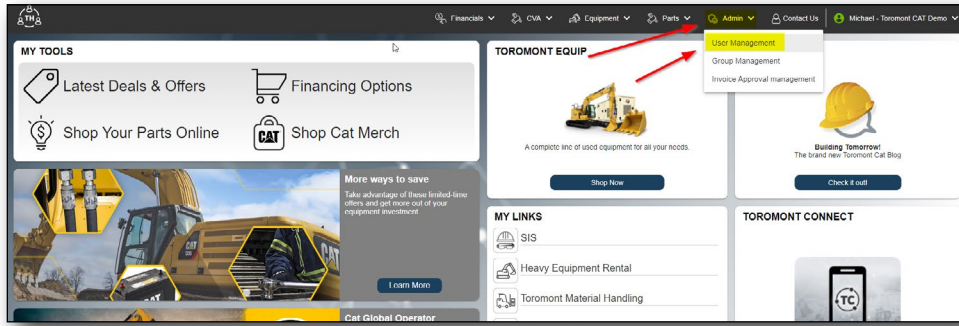 THS
Financials
CVA
Equipment
Parts
Admin
Contact Us
Michael - Toromont CAT Demo
User Management
Group Management
Invoice Approval management
MY TOOLS
Latest Deals & Offers
Financing Options
Shop Your Parts Online
CAT
Shop Cat Merch
More ways to save
Take advantage of these limited-time
offers and get more out of your
equipment investment
Learn More
Cat Global Operator
TOROMONT EQUIP
A complete line of used equipment for all your needs.
Shop Now
Building Tomorrow!
The brand new Toromont Cat Blog
Check it out!
MY LINKS
SIS
Heavy Equipment Rental
Toromont Material Handling
TOROMONT CONNECT
TC